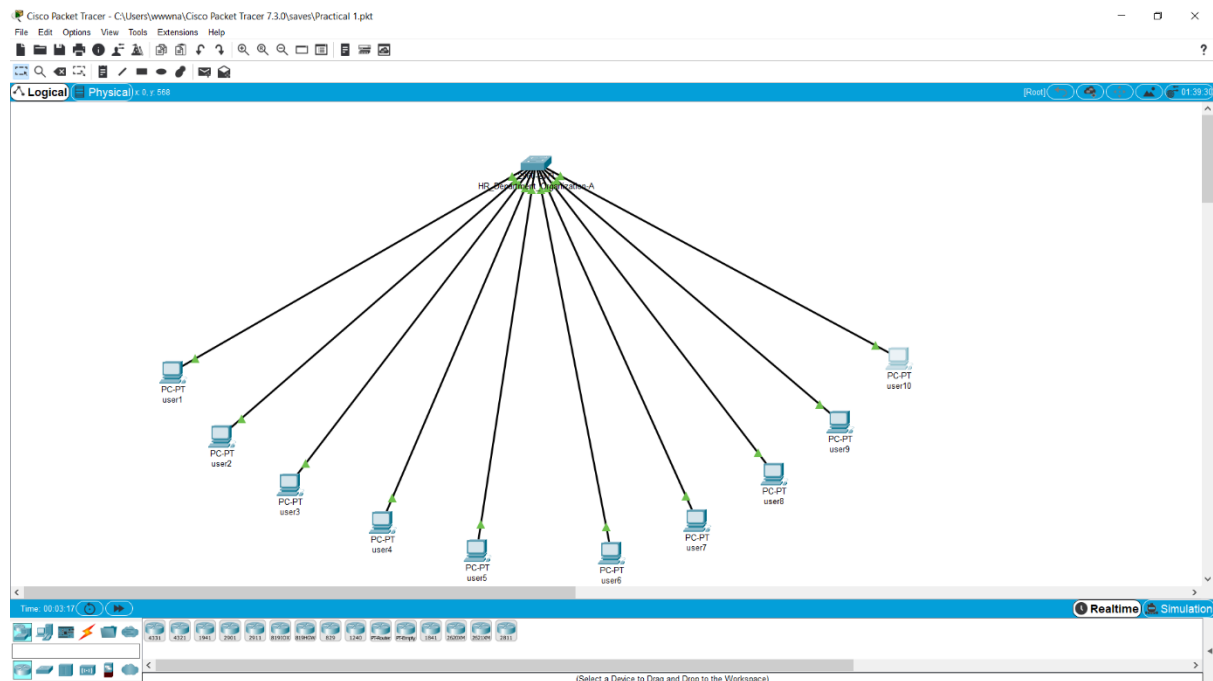 Cisco Packet Tracer - C:\Users\wwwna\Cisco Packet Tracer 7.3.0\saves\Practical 1.pkt
File Edit Options View Tools Extensions Help
?
Logical Physical x: 0, y: 568 [Root] 01:39:30
HR_Department_Organization-A
PC-PT
user1
PC-PT
user2
PC-PT
user3
PC-PT
user4
PC-PT
user5
PC-PT
user6
PC-PT
user7
PC-PT
user8
PC-PT
user9
PC-PT
user10
Time: 00:03:17 Realtime Simulation
4331 4321 1941 2901 2911 819IOX 819HGW 829 1240 PT-Router PT-Empty 1841 2620XM 2621XM 2811
(Select a Device to Drag and Drop to the Workspace)